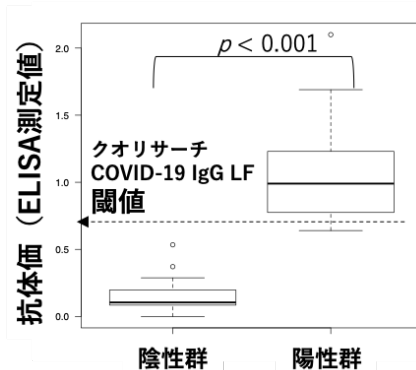 抗体価（ELISA測定値）
2.0
1.5
1.0
0.5
0.0
p < 0.001
クオリサーチ
COVID-19 IgG LF
閾値
陰性群
陽性群